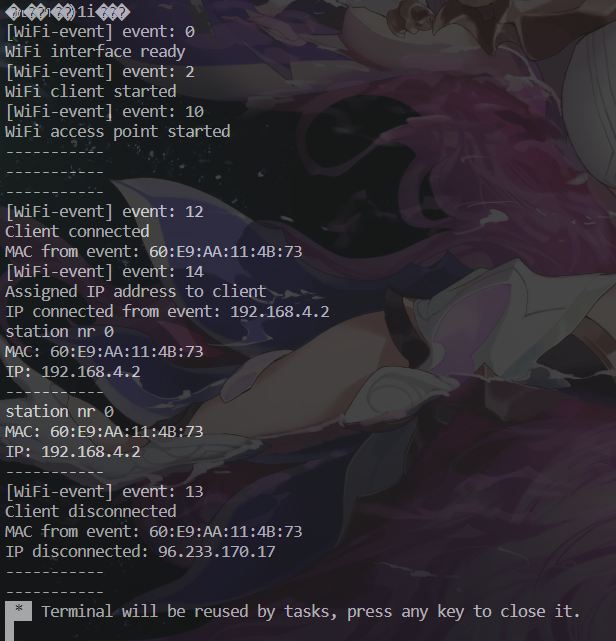 1i
[WiFi-event] event: 0
WiFi interface ready
[WiFi-event] event: 2
WiFi client started
[WiFi-event] event: 10
WiFi access point started
-----------
-----------
-----------
[WiFi-event] event: 12
Client connected
MAC from event: 60:E9:AA:11:4B:73
[WiFi-event] event: 14
Assigned IP address to client
IP connected from event: 192.168.4.2
station nr 0
MAC: 60:E9:AA:11:4B:73
IP: 192.168.4.2
-----------
station nr 0
MAC: 60:E9:AA:11:4B:73
IP: 192.168.4.2
-----------
[WiFi-event] event: 13
Client disconnected
MAC from event: 60:E9:AA:11:4B:73
IP disconnected: 96.233.170.17
-----------
-----------
* Terminal will be reused by tasks, press any key to close it.